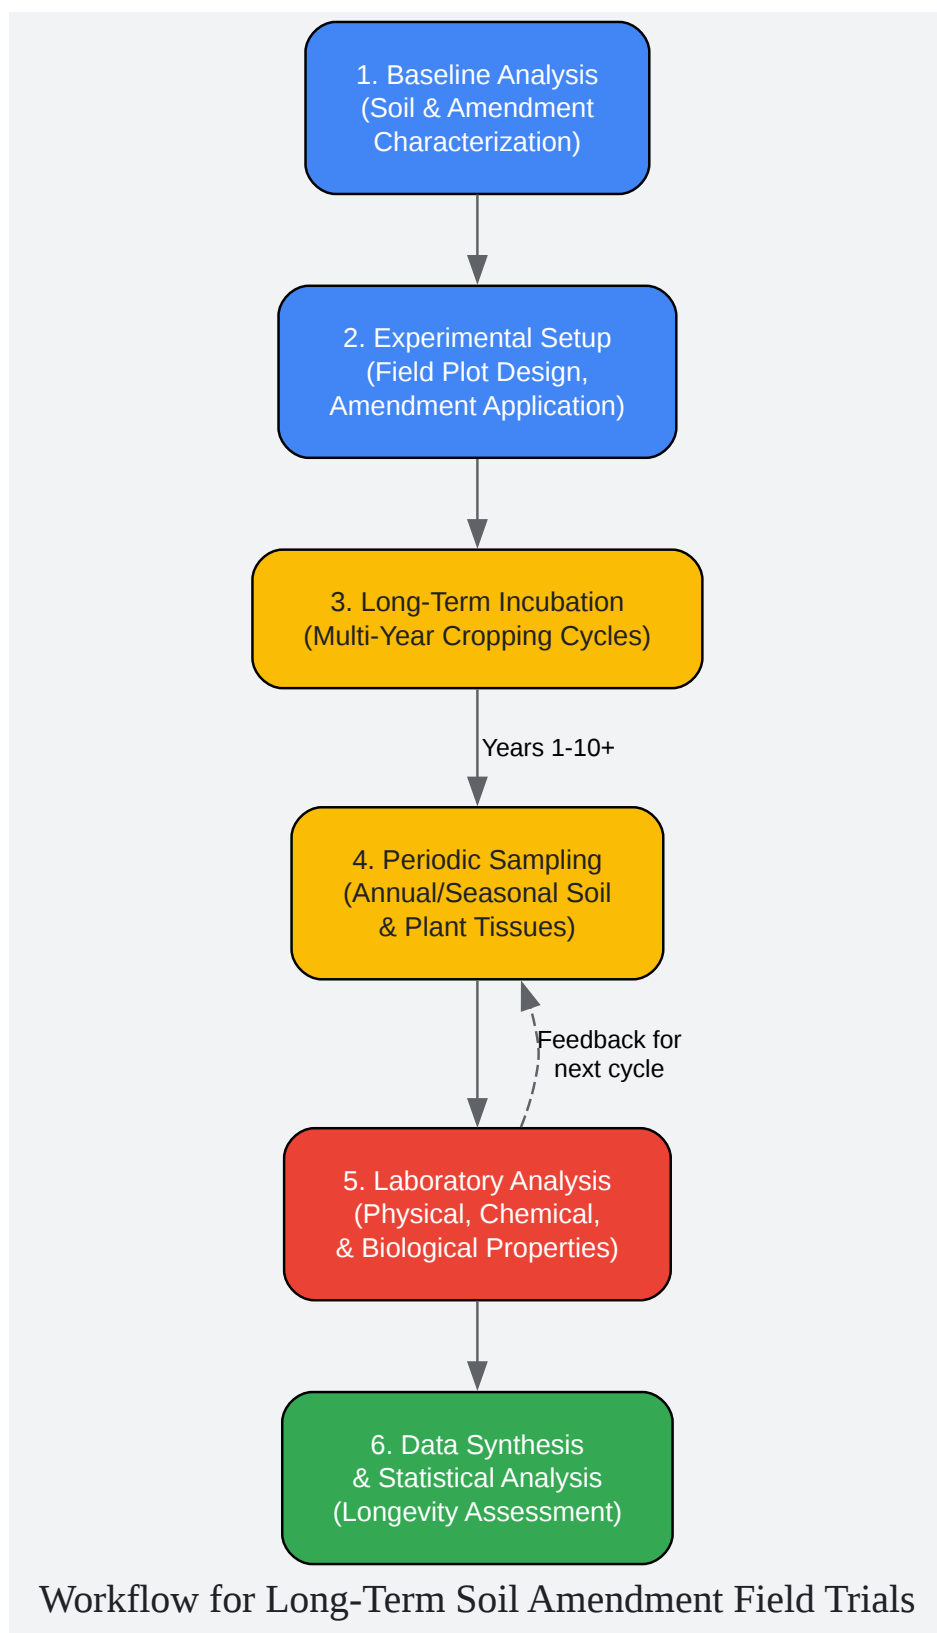 1. Baseline Analysis
(Soil & Amendment
Characterization)
2. Experimental Setup
(Field Plot Design,
Amendment Application)
3. Long-Term Incubation
(Multi-Year Cropping Cycles)
Years 1-10+
4. Periodic Sampling
(Annual/Seasonal Soil
& Plant Tissues)
Feedback for
next cycle
5. Laboratory Analysis
(Physical, Chemical,
& Biological Properties)
6. Data Synthesis
& Statistical Analysis
(Longevity Assessment)
Workflow for Long-Term Soil Amendment Field Trials